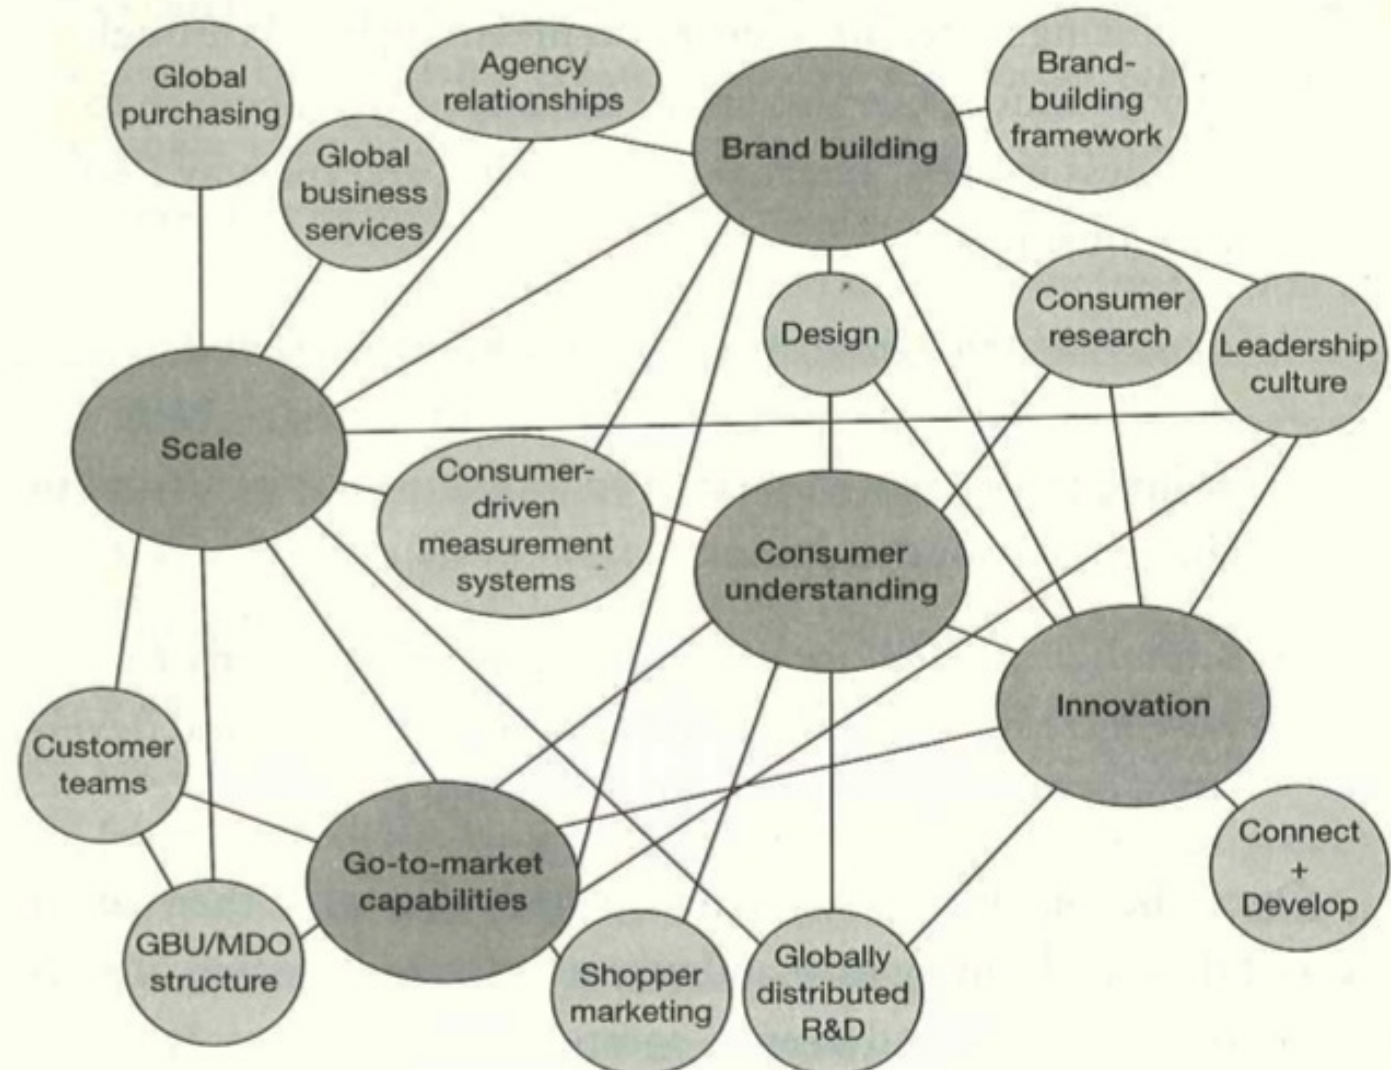 Global
purchasing
Agency
relationships
Brand-
building
framework
Brand building
Global
business
services
Design
Consumer
research
Leadership
culture
Scale
Consumer-
driven
measurement
systems
Consumer
understanding
Innovation
Customer
teams
Go-to-market
capabilities
Connect
+
Develop
GBU/MDO
structure
Shopper
marketing
Globally
distributed
R&D